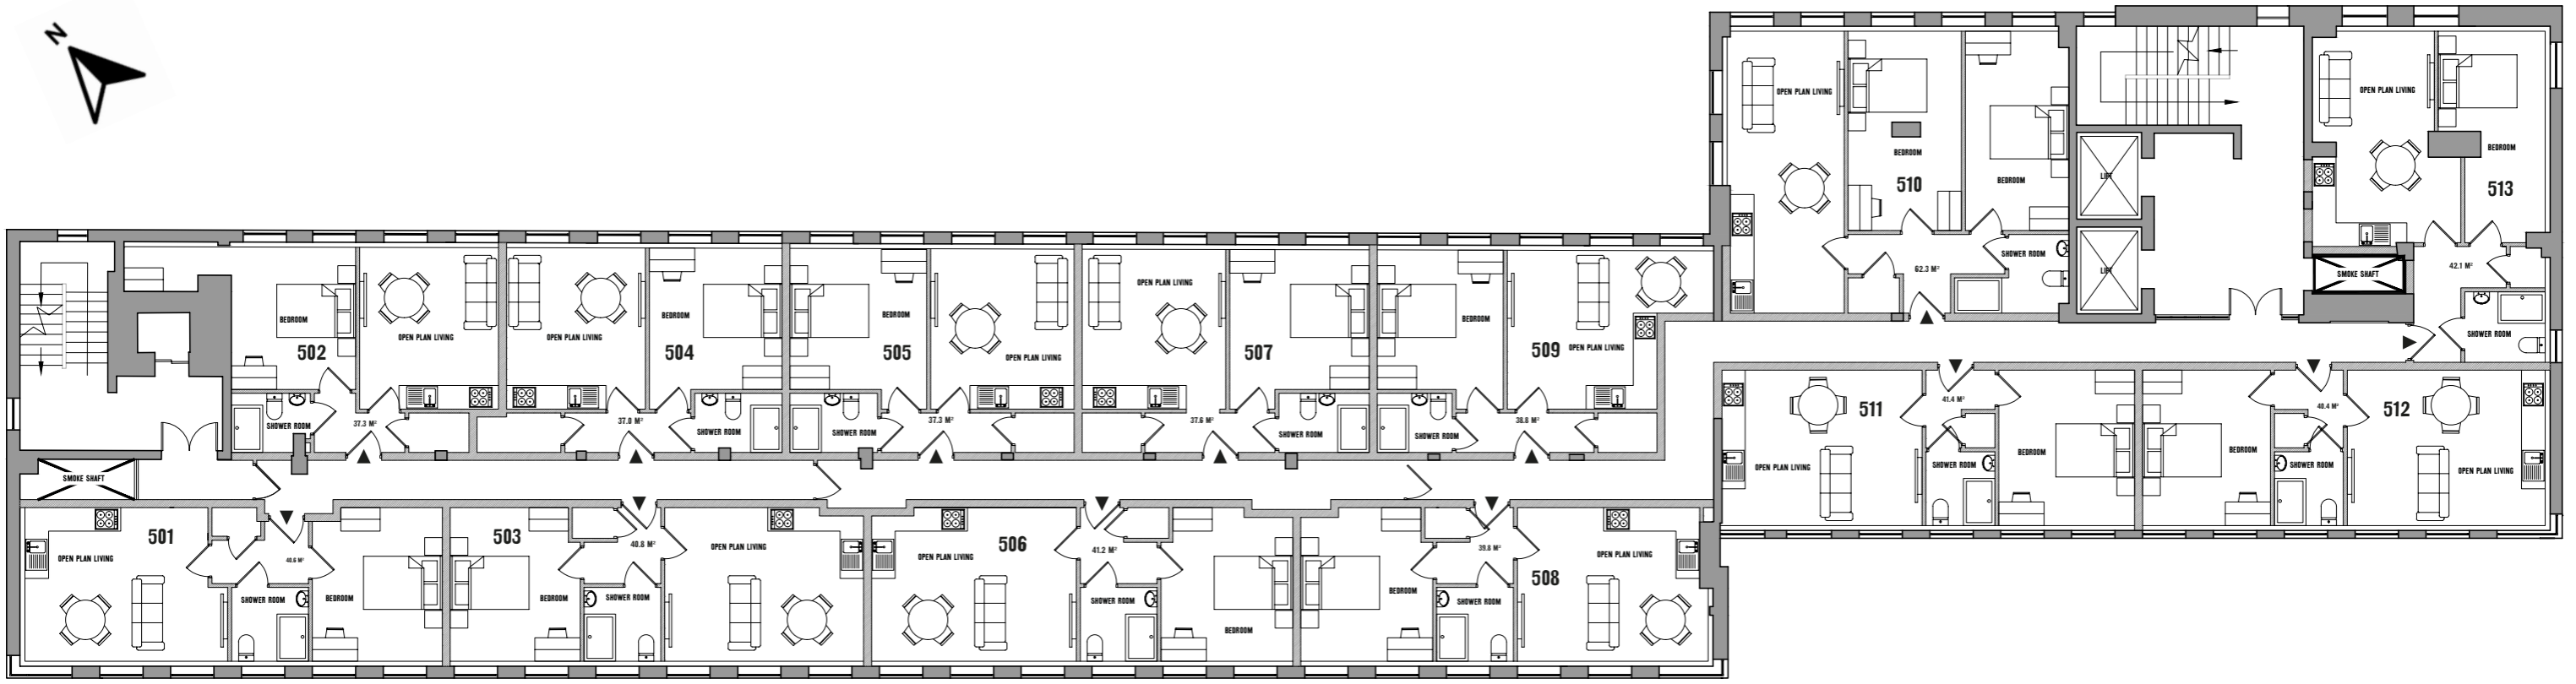 N
OPEN PLAN LIVING
BEDROOM
510
BEDROOM
62.3 M²
SHOWER ROOM
LIFT
LIFT
OPEN PLAN LIVING
BEDROOM
513
SMOKE SHAFT
42.1 M²
SHOWER ROOM
BEDROOM
502
OPEN PLAN LIVING
SHOWER ROOM
37.3 M²
OPEN PLAN LIVING
BEDROOM
504
37.0 M²
SHOWER ROOM
BEDROOM
505
OPEN PLAN LIVING
SHOWER ROOM
37.3 M²
OPEN PLAN LIVING
BEDROOM
507
37.6 M²
SHOWER ROOM
BEDROOM
509
OPEN PLAN LIVING
SHOWER ROOM
38.8 M²
SMOKE SHAFT
511
OPEN PLAN LIVING
41.4 M²
SHOWER ROOM
BEDROOM
BEDROOM
40.4 M²
SHOWER ROOM
512
OPEN PLAN LIVING
501
OPEN PLAN LIVING
40.6 M²
SHOWER ROOM
BEDROOM
503
BEDROOM
40.8 M²
SHOWER ROOM
OPEN PLAN LIVING
506
OPEN PLAN LIVING
41.2 M²
SHOWER ROOM
BEDROOM
BEDROOM
39.8 M²
SHOWER ROOM
508
OPEN PLAN LIVING